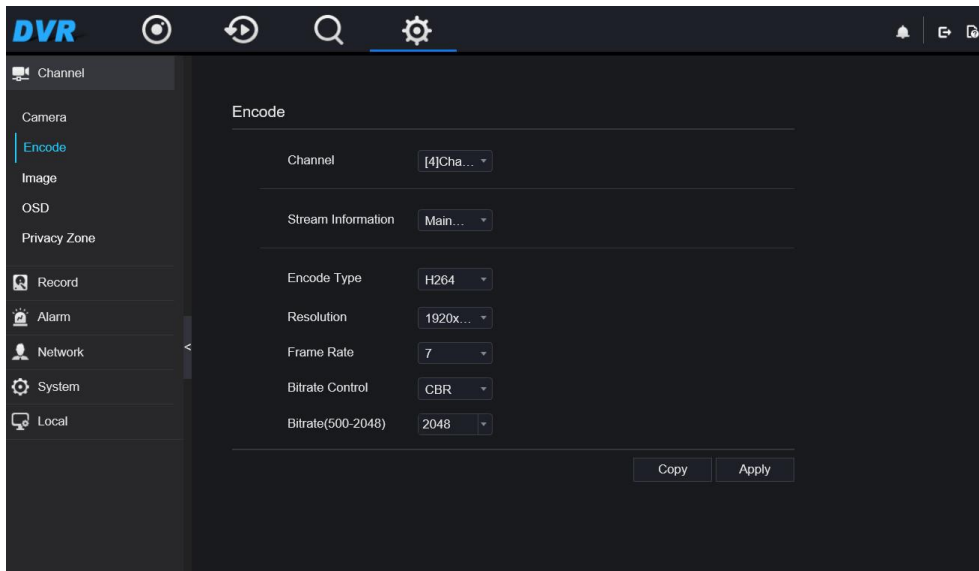 DVR
Channel
Camera
Encode
Image
OSD
Privacy Zone
Record
Alarm
Network
System
Local
<
Encode
Channel [4]Cha...
Stream Information Main...
Encode Type H264
Resolution 1920x...
Frame Rate 7
Bitrate Control CBR
Bitrate(500-2048) 2048
Copy Apply